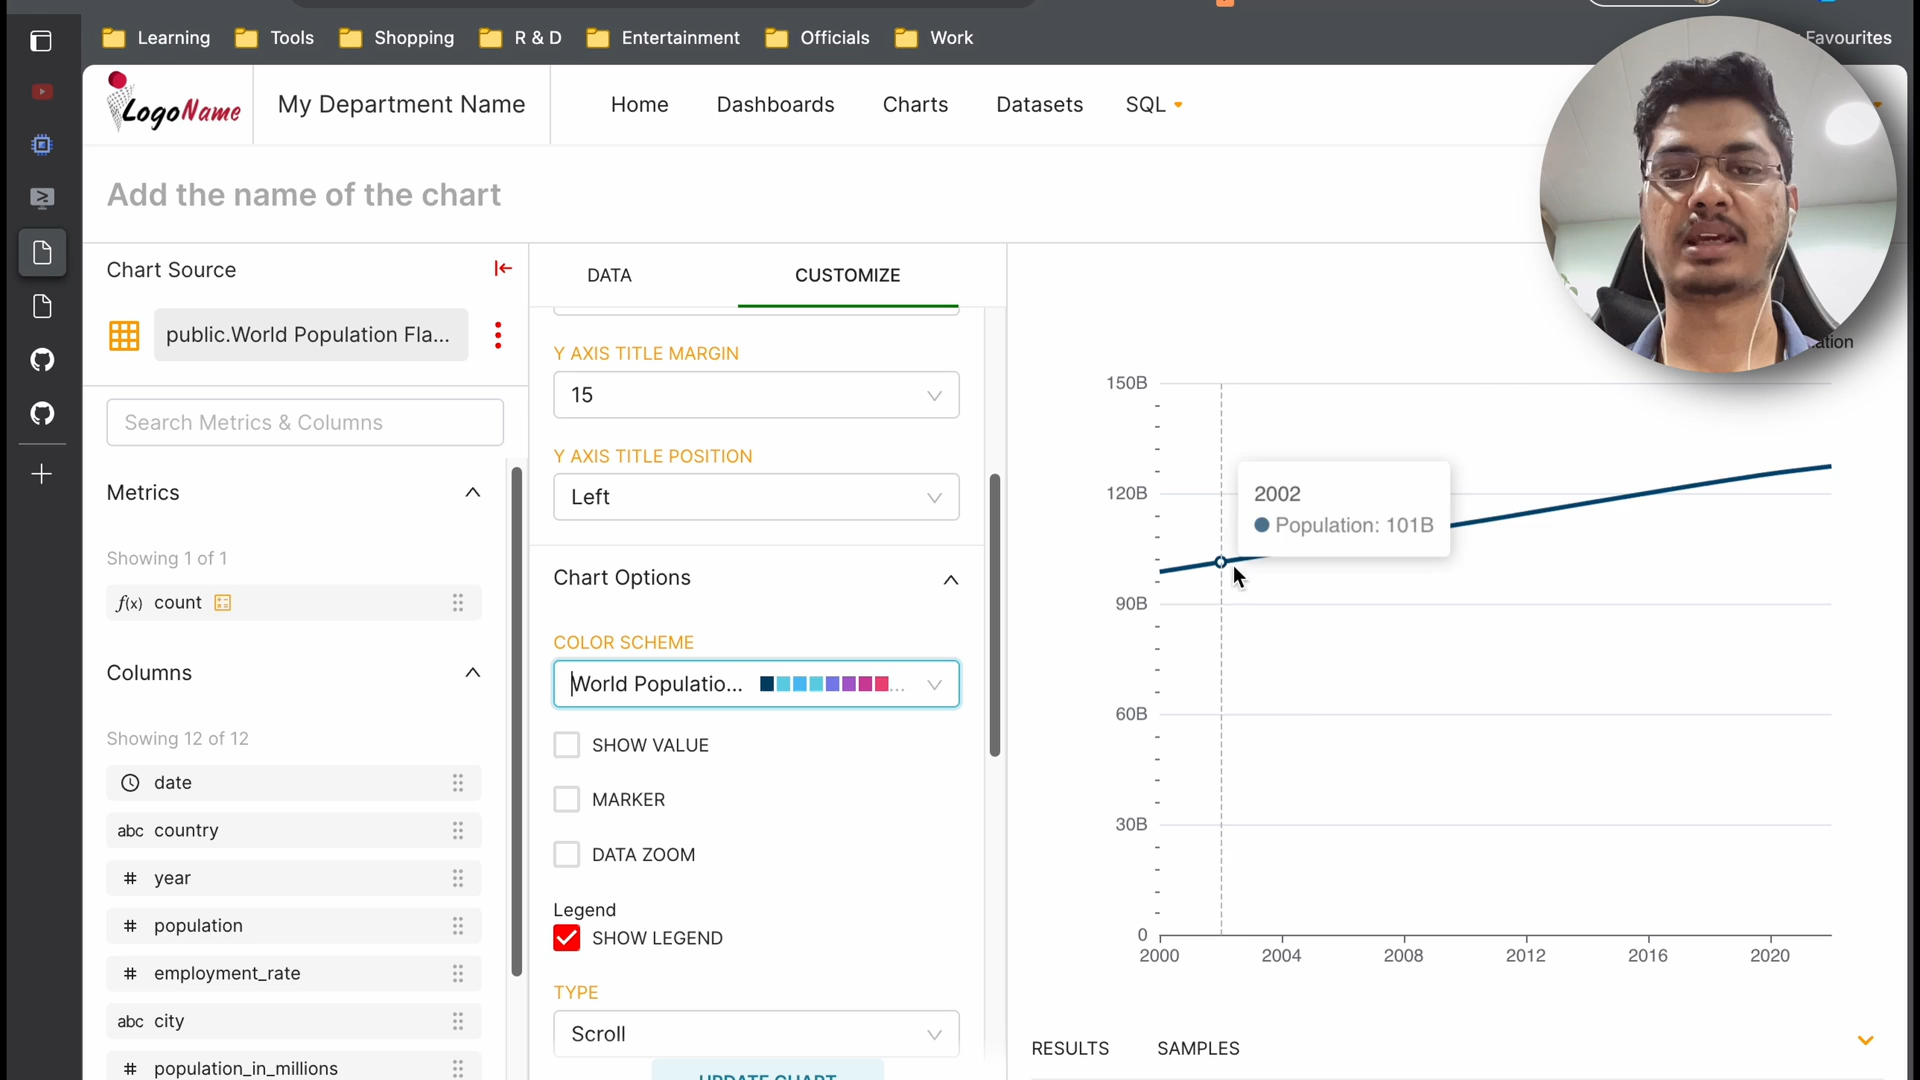 Learning
Tools
Shopping
R & D
Entertainment
Officials
Work
Favourites
LogoName
My Department Name
Home
Dashboards
Charts
Datasets
SQL
Add the name of the chart
Chart Source
public.World Population Fla...
Search Metrics & Columns
Metrics
Showing 1 of 1
f(x) count
Columns
Showing 12 of 12
date
abc country
# year
# population
# employment_rate
abc city
# population_in_millions
DATA
CUSTOMIZE
Y AXIS TITLE MARGIN
15
Y AXIS TITLE POSITION
Left
Chart Options
COLOR SCHEME
World Populatio...
...
SHOW VALUE
MARKER
DATA ZOOM
Legend
SHOW LEGEND
TYPE
Scroll
UPDATE CHART
150B
120B
90B
60B
30B
0
2000
2004
2008
2012
2016
2020
2002
Population: 101B
RESULTS
SAMPLES